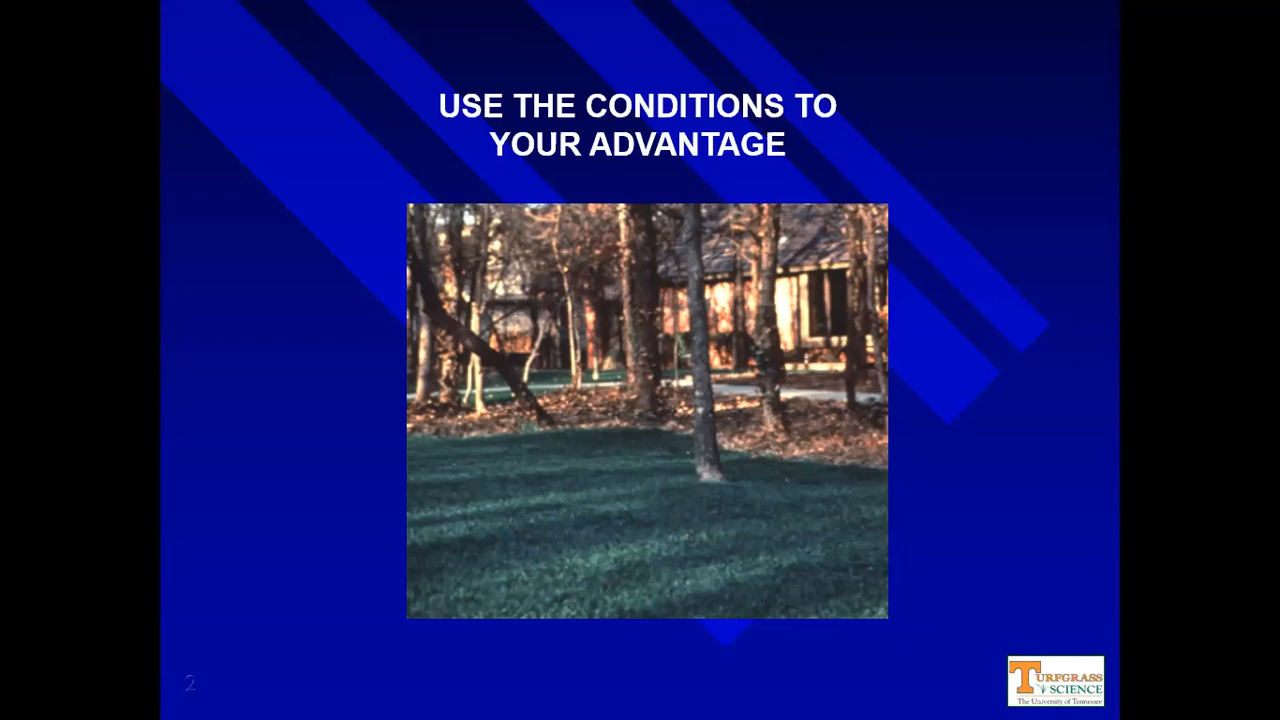 USE THE CONDITIONS TO
YOUR ADVANTAGE
2
TURFGRASS
SCIENCE
The University of Tennessee